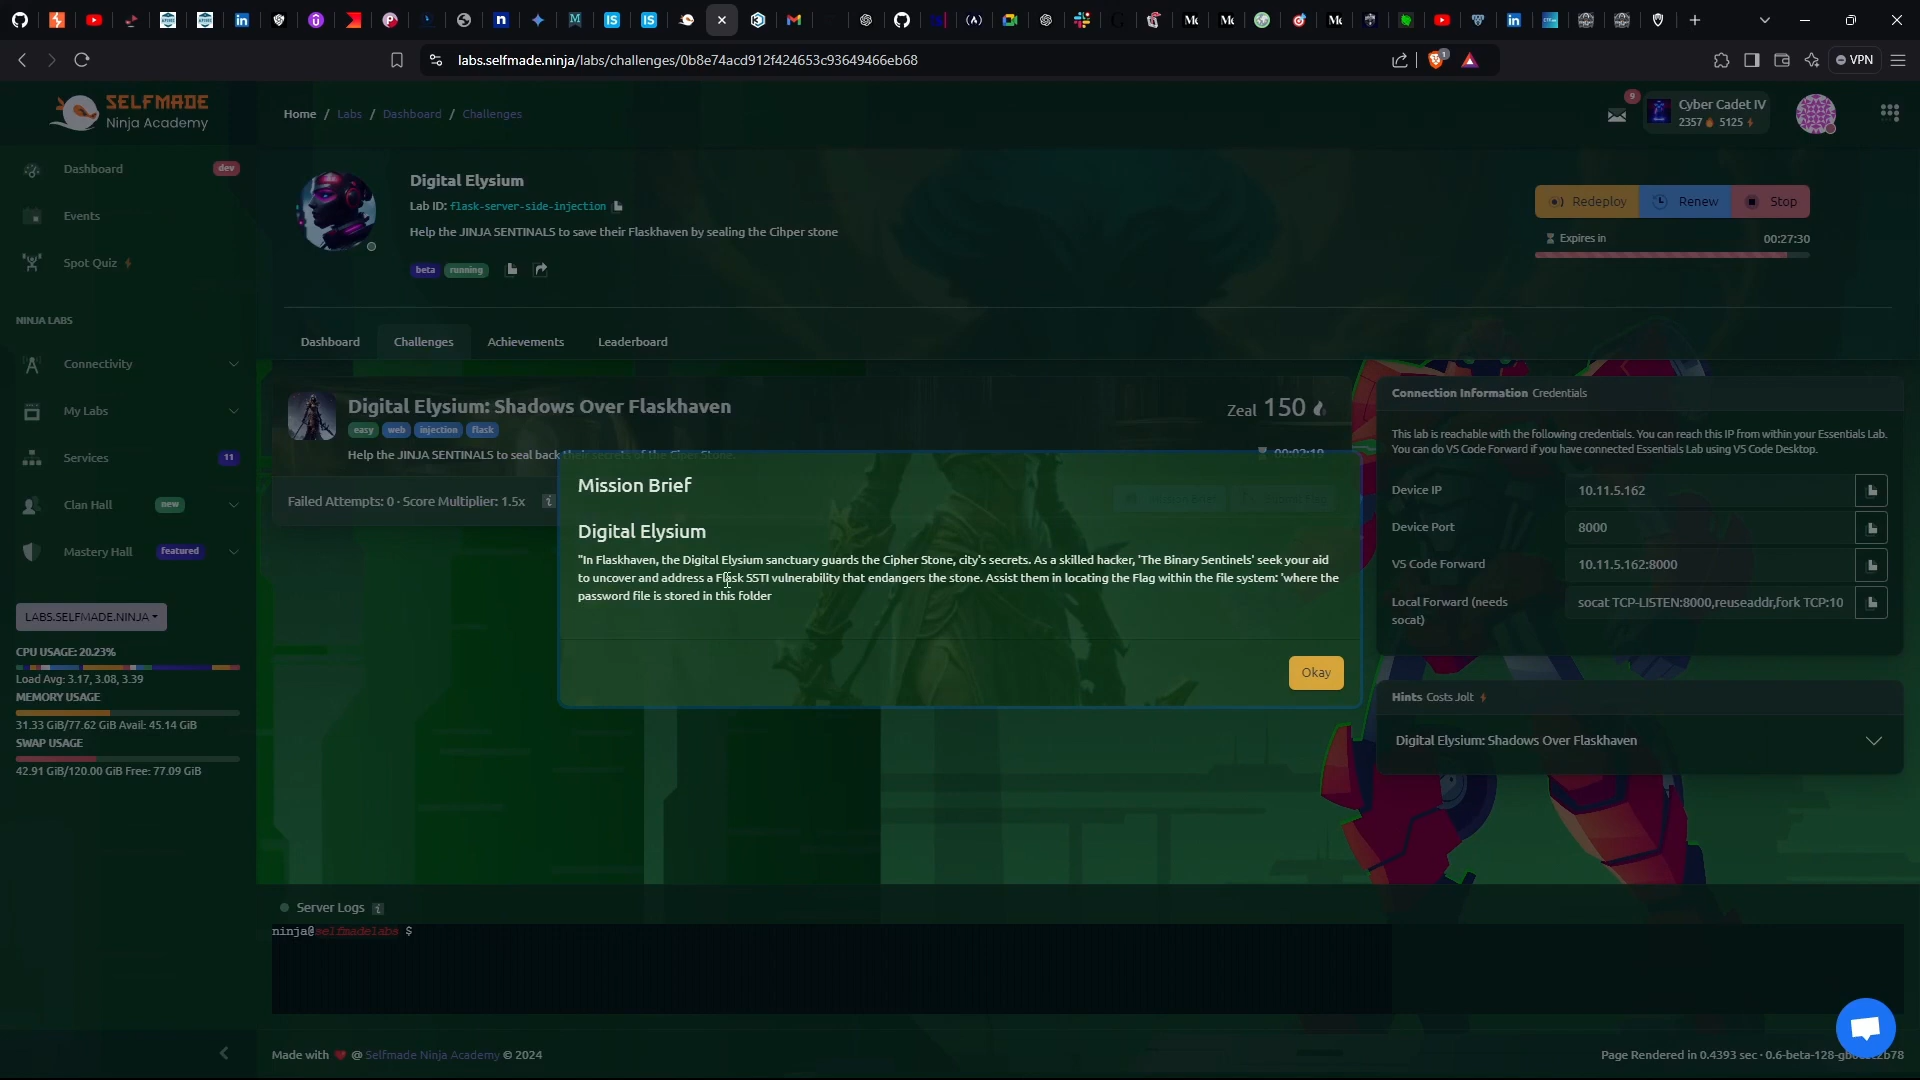 labs.selfmade.ninja/labs/challenges/0b8e74acd912f424653c93649466eb68
1
VPN
SELFMADE
Ninja Academy
Home / Labs / Dashboard / Challenges
9
Cyber Cadet IV
2357 5125
Dashboard
dev
Events
Spot Quiz
NINJA LABS
Connectivity
My Labs
Services
11
Clan Hall
new
Mastery Hall
featured
LABS.SELFMADE.NINJA
CPU USAGE: 20.23%
Load Avg: 3.17, 3.08, 3.39
MEMORY USAGE
31.33 GiB/77.62 GiB Avail: 45.14 GiB
SWAP USAGE
42.91 GiB/120.00 GiB Free: 77.09 GiB
Digital Elysium
Lab ID: flask-server-side-injection
Help the JINJA SENTINALS to save their Flaskhaven by sealing the Cihper stone
beta running
Redeploy Renew Stop
Expires in 00:27:30
Dashboard Challenges Achievements Leaderboard
Digital Elysium: Shadows Over Flaskhaven
easy web injection flask
Zeal 150
Help the JINJA SENTINALS to seal back their secrets of the Ciper Stone.
00:02:19
Failed Attempts: 0 · Score Multiplier: 1.5x
Mission Brief
Digital Elysium
"In Flaskhaven, the Digital Elysium sanctuary guards the Cipher Stone, city's secrets. As a skilled hacker, 'The Binary Sentinels' seek your aid
to uncover and address a Flask SSTI vulnerability that endangers the stone. Assist them in locating the Flag within the file system: 'where the
password file is stored in this folder
Okay
Connection Information Credentials
This lab is reachable with the following credentials. You can reach this IP from within your Essentials Lab.
You can do VS Code Forward if you have connected Essentials Lab using VS Code Desktop.
Device IP 10.11.5.162
Device Port 8000
VS Code Forward 10.11.5.162:8000
Local Forward (needs
socat)
socat TCP-LISTEN:8000,reuseaddr,fork TCP:10
Hints Costs Jolt
Digital Elysium: Shadows Over Flaskhaven
Server Logs
ninja@selfmadelabs $
Made with @ Selfmade Ninja Academy © 2024
Page Rendered in 0.4393 sec · 0.6-beta-128-